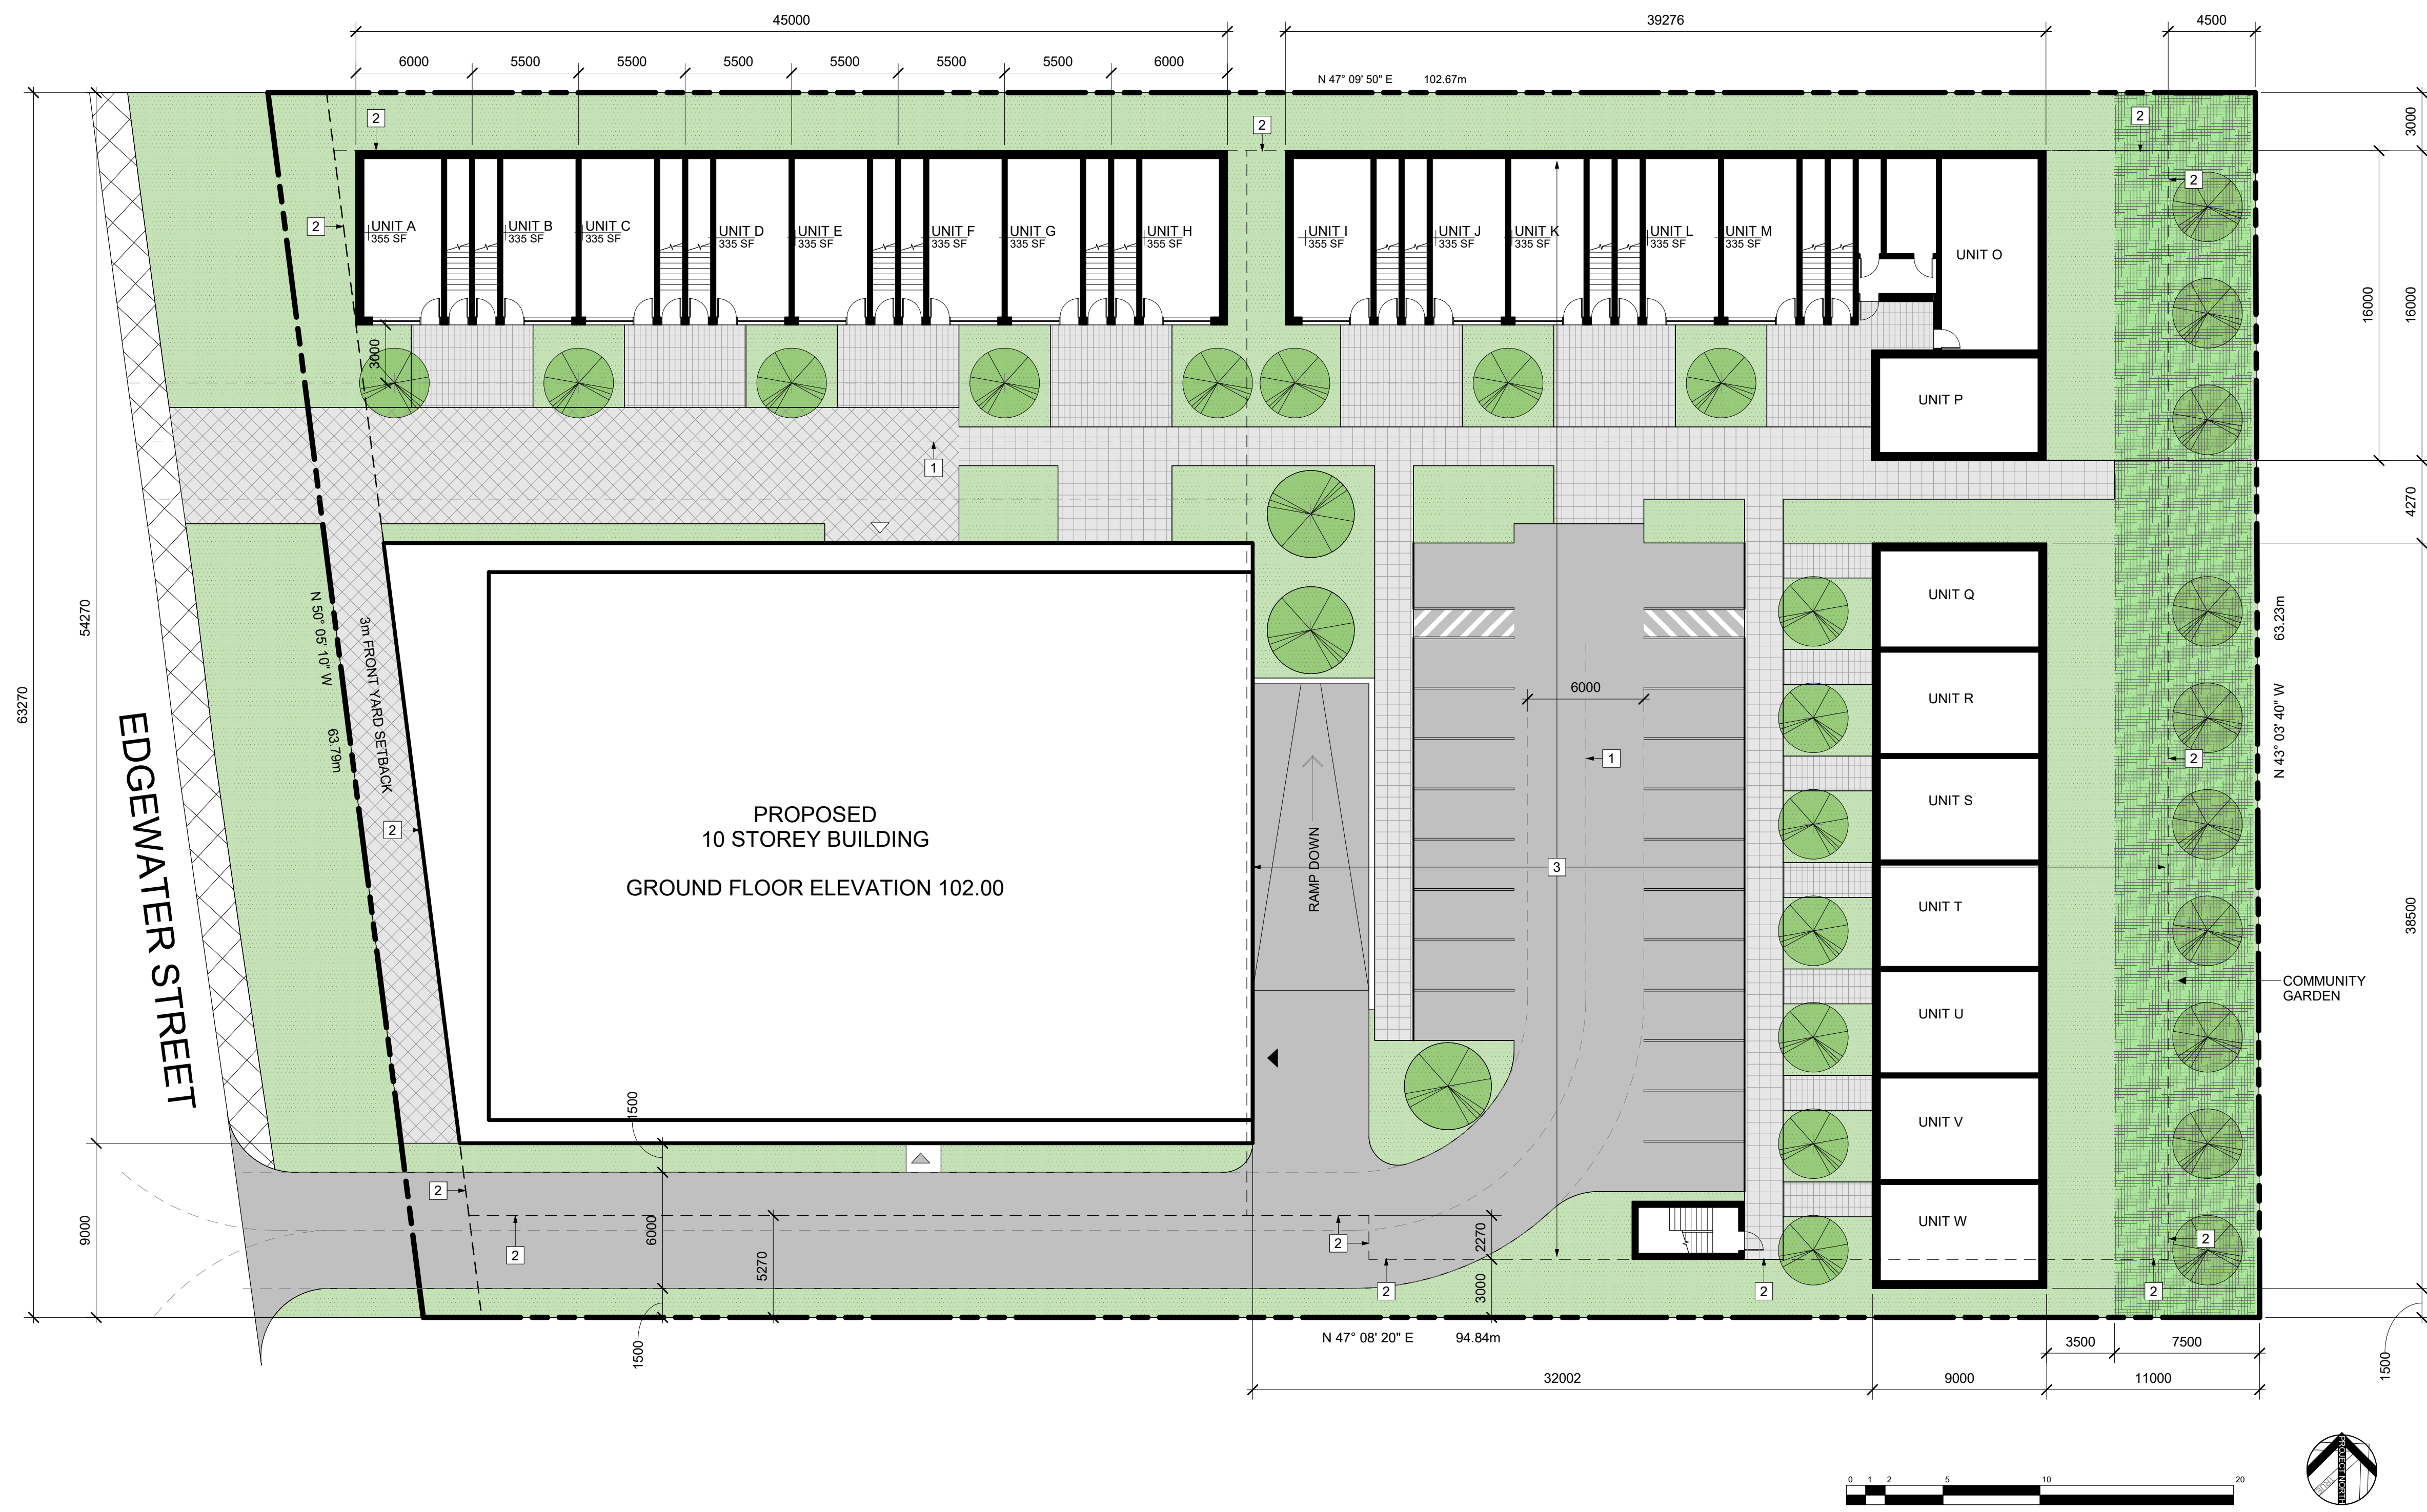 45000
39276
4500
6000
5500
5500
5500
5500
5500
5500
6000
N 47° 09' 50" E 102.67m
3000
2
2
2
2
2
UNIT A
355 SF
UNIT B
335 SF
UNIT C
335 SF
UNIT D
335 SF
UNIT E
335 SF
UNIT F
335 SF
UNIT G
335 SF
UNIT H
355 SF
UNIT I
355 SF
UNIT J
335 SF
UNIT K
335 SF
UNIT L
335 SF
UNIT M
335 SF
UNIT O
16000
16000
3000
UNIT P
1
4270
54270
63270
N 50° 05' 10" W
63.79m
3m FRONT YARD SETBACK
EDGEWATER STREET
UNIT Q
63.23m
N 43° 03' 40" W
6000
UNIT R
1
2
2
UNIT S
PROPOSED
10 STOREY BUILDING
GROUND FLOOR ELEVATION 102.00
RAMP DOWN
3
UNIT T
38500
COMMUNITY
GARDEN
UNIT U
1500
UNIT V
2
9000
6000
5270
2
2
2270
2
2
3000
2
UNIT W
2
2
1500
N 47° 08' 20" E 94.84m
3500
7500
1500
32002
9000
11000
PROJECT NORTH
TRUE
0 1 2 5 10 20